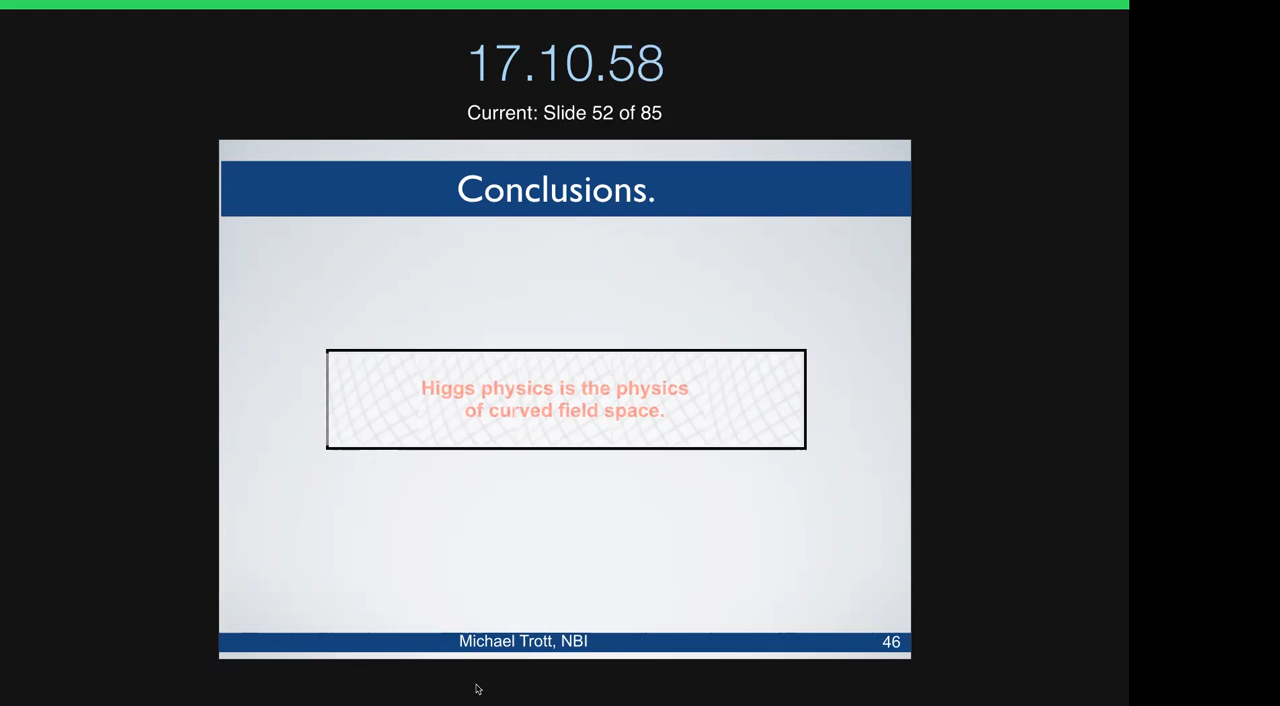 17.10.58
Current: Slide 52 of 85
Conclusions.
Higgs physics is the physics
of curved field space.
Michael Trott, NBI
46